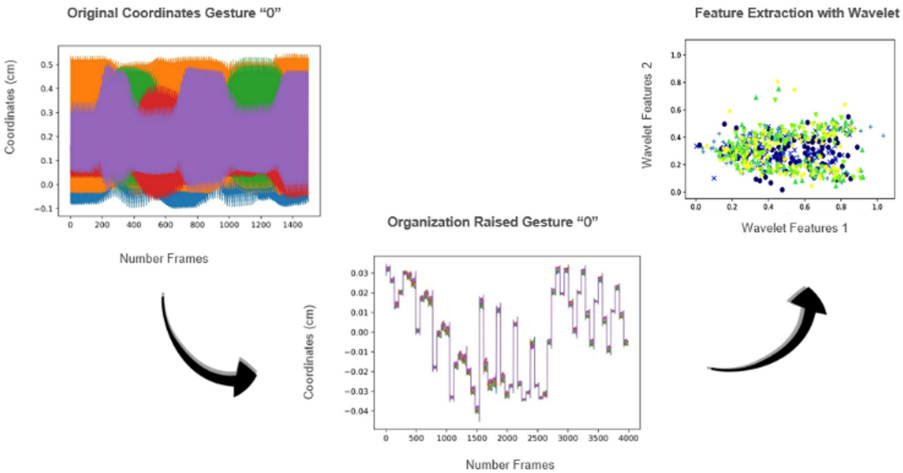 Original Coordinates Gesture “0”
Coordinates (cm)
0.5
0.4
0.3
0.2
0.1
0.0
−0.1
0 200 400 600 800 1000 1200 1400
Number Frames
Organization Raised Gesture “0”
Coordinates (cm)
0.03
0.02
0.01
0.00
−0.01
−0.02
−0.03
−0.04
0 500 1000 1500 2000 2500 3000 3500 4000
Number Frames
Feature Extraction with Wavelet
Wavelet Features 2
1.0
0.8
0.6
0.4
0.2
0.0
0.0 0.2 0.4 0.6 0.8 1.0
Wavelet Features 1